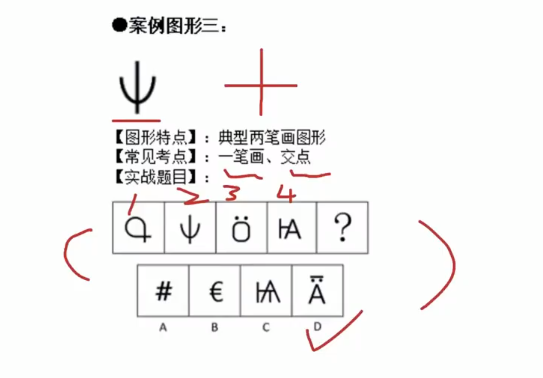 ●案例图形三：
Ψ
【图形特点】：典型两笔画图形
【常见考点】：一笔画、交点
【实战题目】：
1 2 3 4
Ψ Ö ?
# € Ä
A B C D